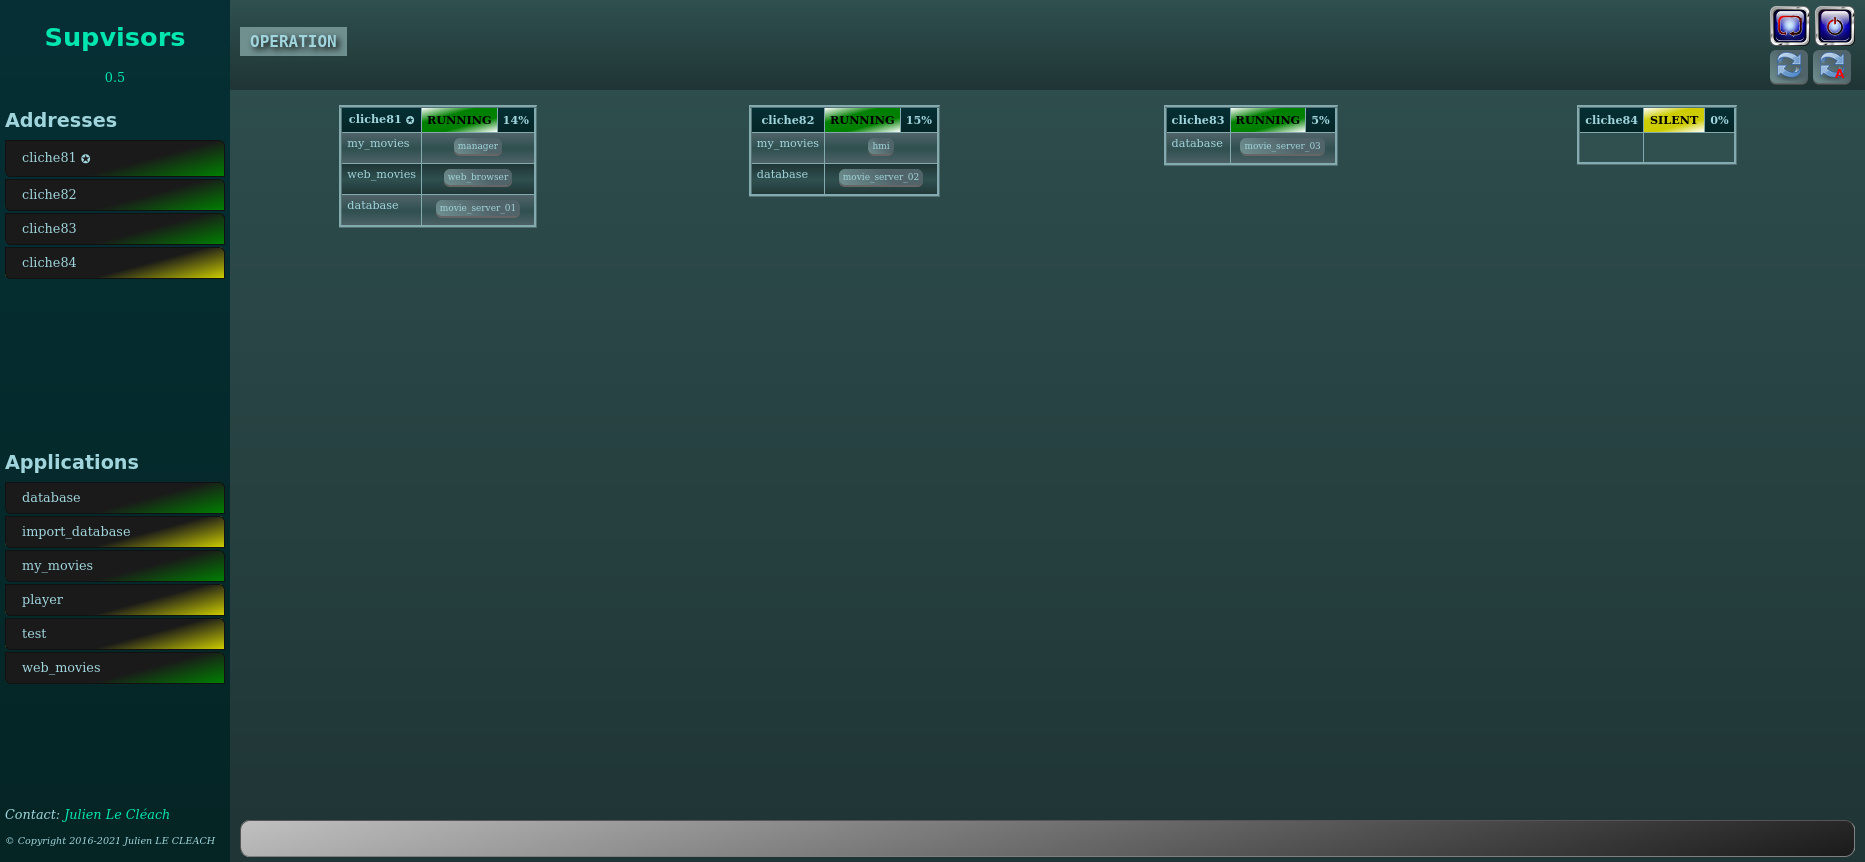 Supvisors
0.5
Addresses
cliche81 ✪
cliche82
cliche83
cliche84
Applications
database
import_database
my_movies
player
test
web_movies
Contact: Julien Le Cléach
© Copyright 2016-2021 Julien LE CLEACH
OPERATION
A
cliche81 ✪ RUNNING 14%
my_movies manager
web_movies web_browser
database movie_server_01
cliche82 RUNNING 15%
my_movies hmi
database movie_server_02
cliche83 RUNNING 5%
database movie_server_03
cliche84 SILENT 0%